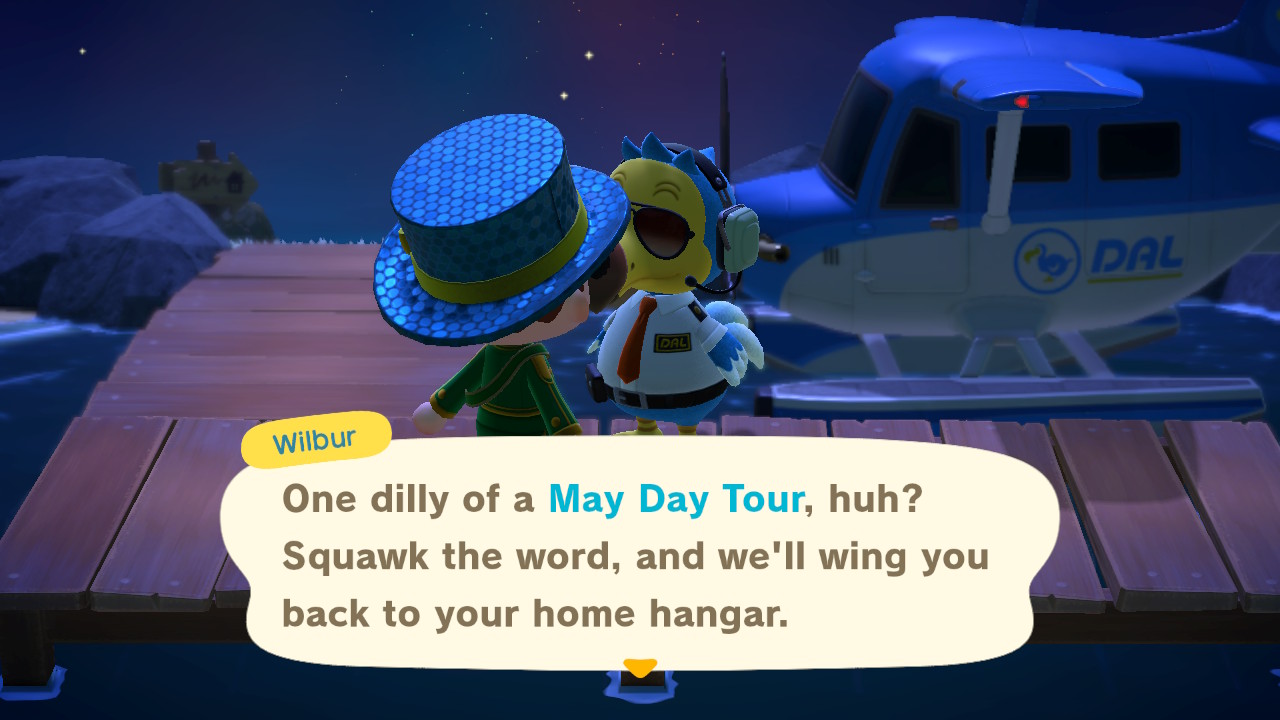 DAL
DAL
Wilbur
One dilly of a May Day Tour, huh?
Squawk the word, and we'll wing you
back to your home hangar.